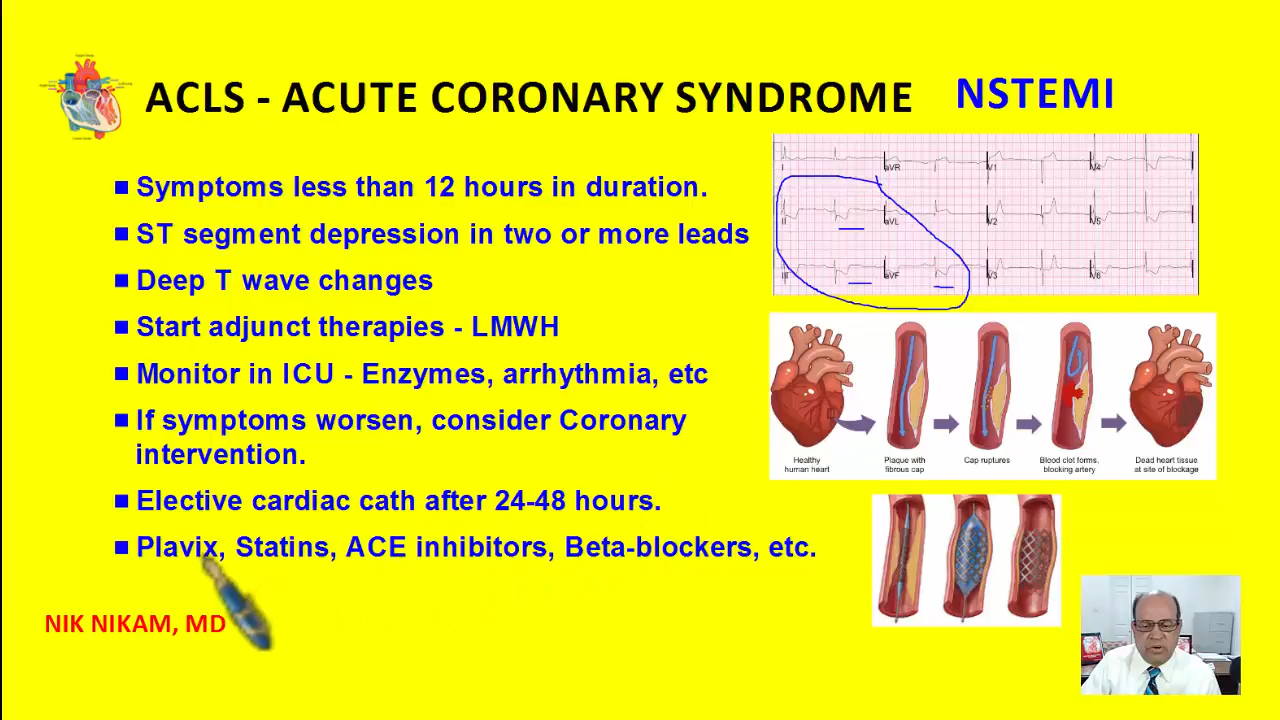 ACLS - ACUTE CORONARY SYNDROME NSTEMI
■ Symptoms less than 12 hours in duration.
■ ST segment depression in two or more leads
■ Deep T wave changes
■ Start adjunct therapies - LMWH
■ Monitor in ICU - Enzymes, arrhythmia, etc
■ If symptoms worsen, consider Coronary
intervention.
■ Elective cardiac cath after 24-48 hours.
■ Plavix, Statins, ACE inhibitors, Beta-blockers, etc.
NIK NIKAM, MD
I aVR V1 V4
II aVL V2 V5
III aVF V3 V6
Healthy
human heart
Plaque with
fibrous cap
Cap ruptures
Blood clot forms,
blocking artery
Dead heart tissue
at site of blockage